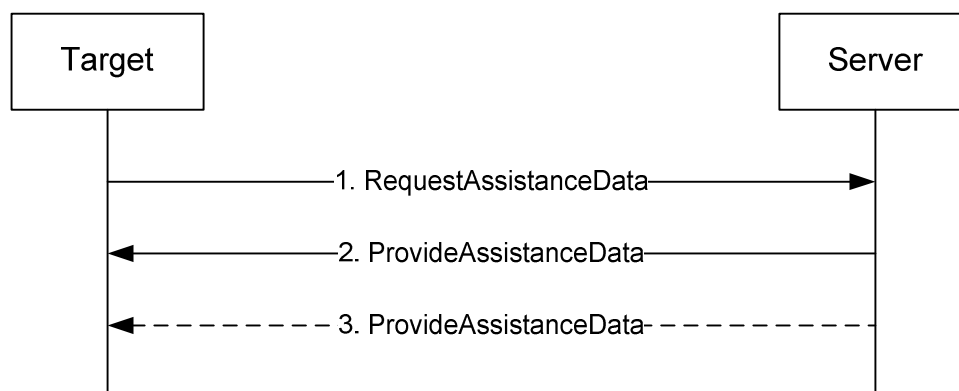 Target
Server
1. RequestAssistanceData
2. ProvideAssistanceData
3. ProvideAssistanceData